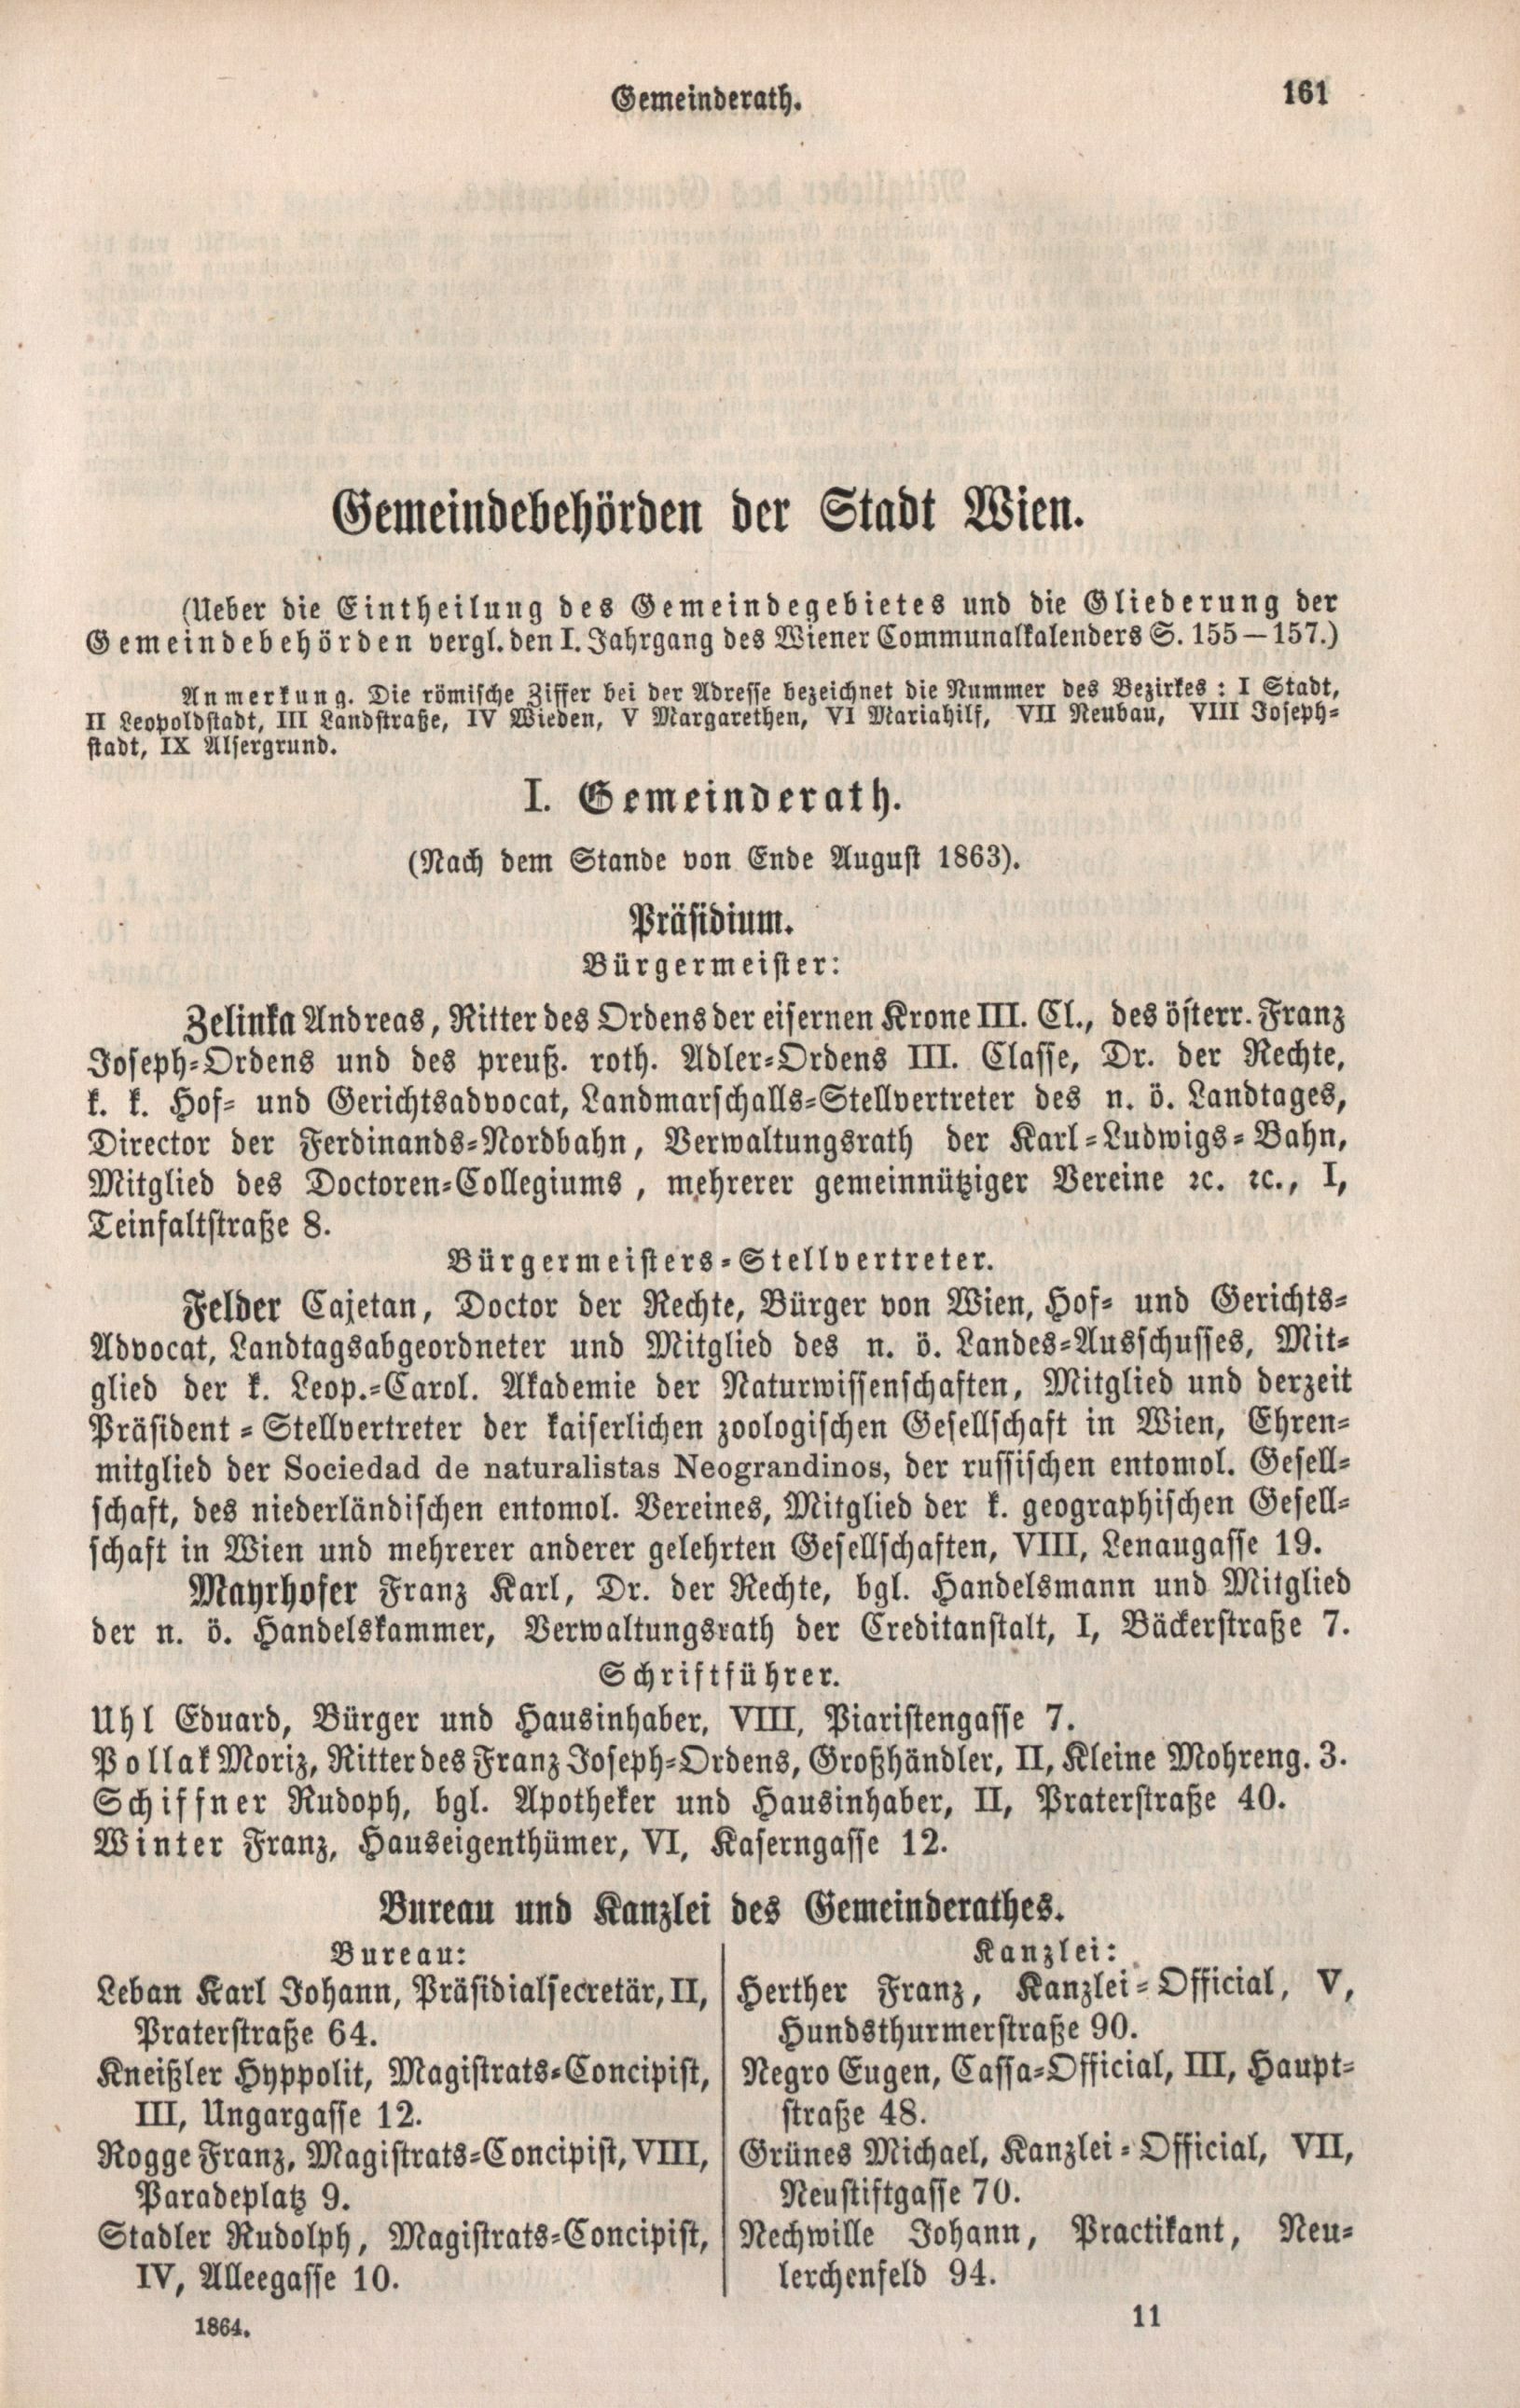 Gemeinderath.
161
Gemeindebehörden der Stadt Wien.
(Ueber die Eintheilung des Gemeindegebietes und die Gliederung der
Gemeindebehörden vergl. den I. Jahrgang des Wiener Communalkalenders S. 155–157.)
Anmerkung. Die römische Ziffer bei der Adresse bezeichnet die Nummer des Bezirkes: I Stadt,
II Leopoldstadt, III Landstraße, IV Wieden, V Margarethen, VI Mariahilf, VII Neubau, VIII Joseph-
stadt, IX Alsergrund.
I. Gemeinderath.
(Nach dem Stande von Ende August 1863).
Präsidium.
Bürgermeister:
Zelinka Andreas, Ritter des Ordens der eisernen Krone III. Cl., des österr. Franz
Joseph-Ordens und des preuß. roth. Adler-Ordens III. Classe, Dr. der Rechte,
k. k. Hof- und Gerichtsadvocat, Landmarschalls-Stellvertreter des n. ö. Landtages,
Director der Ferdinands-Nordbahn, Verwaltungsrath der Karl-Ludwigs-Bahn,
Mitglied des Doctoren-Collegiums, mehrerer gemeinnütziger Vereine ꝛc. ꝛc., I,
Teinfaltstraße 8.
Bürgermeisters-Stellvertreter.
Felder Cajetan, Doctor der Rechte, Bürger von Wien, Hof- und Gerichts-
Advocat, Landtagsabgeordneter und Mitglied des n. ö. Landes-Ausschusses, Mit-
glied der k. Leop.-Carol. Akademie der Naturwissenschaften, Mitglied und derzeit
Präsident-Stellvertreter der kaiserlichen zoologischen Gesellschaft in Wien, Ehren-
mitglied der Sociedad de naturalistas Neograndinos, der russischen entomol. Gesell-
schaft, des niederländischen entomol. Vereines, Mitglied der k. geographischen Gesell-
schaft in Wien und mehrerer anderer gelehrten Gesellschaften, VIII, Lenaugasse 19.
Mayrhofer Franz Karl, Dr. der Rechte, bgl. Handelsmann und Mitglied
der n. ö. Handelskammer, Verwaltungsrath der Creditanstalt, I, Bäckerstraße 7.
Schriftführer.
Uhl Eduard, Bürger und Hausinhaber, VIII, Piaristengasse 7.
Pollak Moriz, Ritter des Franz Joseph-Ordens, Großhändler, II, Kleine Mohreng. 3.
Schiffner Rudoph, bgl. Apotheker und Hausinhaber, II, Praterstraße 40.
Winter Franz, Hauseigenthümer, VI, Kaserngasse 12.
Bureau und Kanzlei des Gemeinderathes.
Bureau:
Leban Karl Johann, Präsidialsecretär, II,
Praterstraße 64.
Kneißler Hyppolit, Magistrats-Concipist,
III, Ungargasse 12.
Rogge Franz, Magistrats-Concipist, VIII,
Paradeplatz 9.
Stadler Rudolph, Magistrats-Concipist,
IV, Alleegasse 10.
Kanzlei:
Herther Franz, Kanzlei-Official, V,
Hundsthurmerstraße 90.
Negro Eugen, Cassa-Official, III, Haupt-
straße 48.
Grünes Michael, Kanzlei-Official, VII,
Neustiftgasse 70.
Nechwille Johann, Practikant, Neu-
lerchenfeld 94.
1864.
11